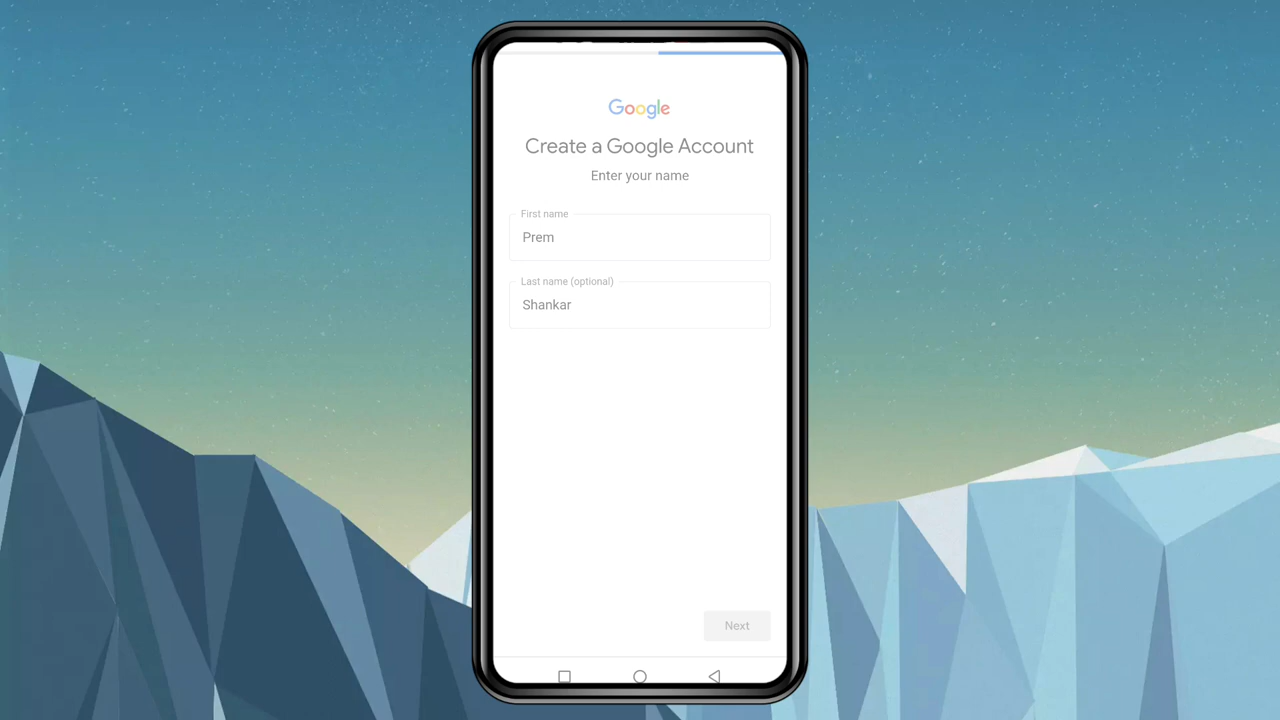 Google
Create a Google Account
Enter your name
First name
Prem
Last name (optional)
Shankar
Next